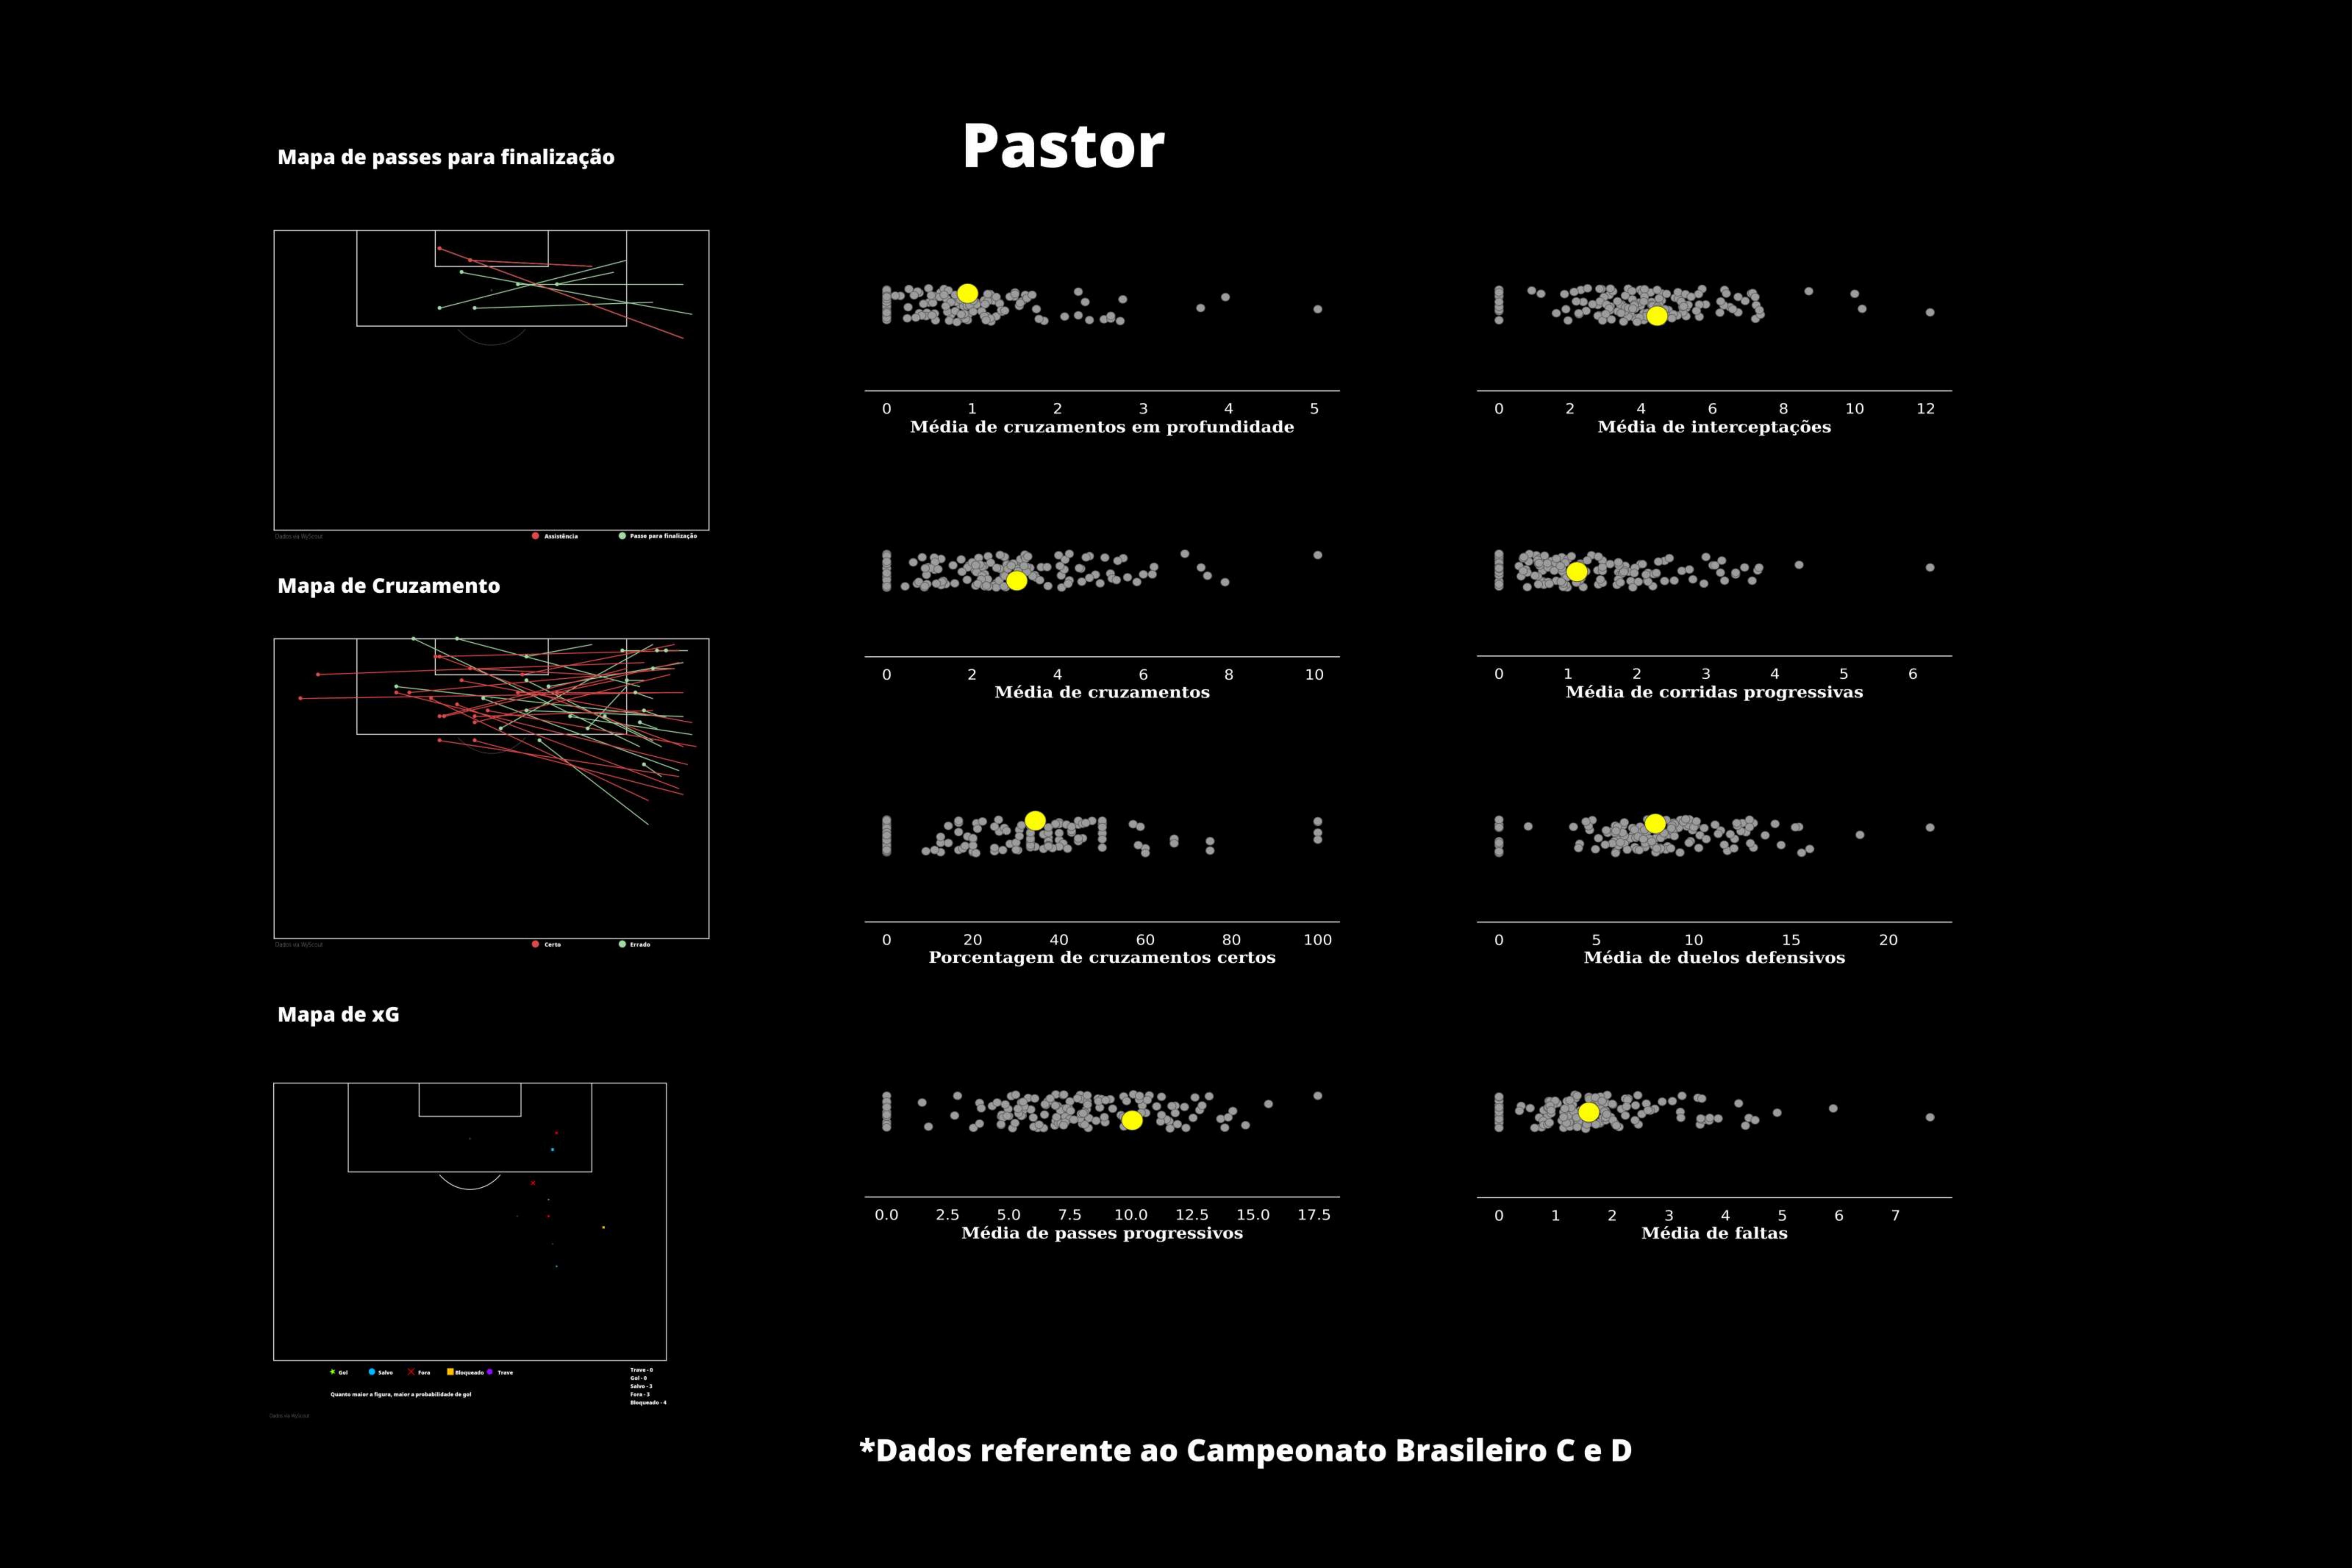 Pastor
Mapa de passes para finalização
Dados via WyScout
Assistência
Passe para finalização
Mapa de Cruzamento
Dados via WyScout
Certo
Errado
Mapa de xG
Gol
Salvo
Fora
Bloqueado
Trave
Quanto maior a figura, maior a probabilidade de gol
Trave - 0
Gol - 0
Salvo - 3
Fora - 3
Bloqueado - 4
Dados via WyScout
0 1 2 3 4 5
Média de cruzamentos em profundidade
0 2 4 6 8 10 12
Média de interceptações
0 2 4 6 8 10
Média de cruzamentos
0 1 2 3 4 5 6
Média de corridas progressivas
0 20 40 60 80 100
Porcentagem de cruzamentos certos
0 5 10 15 20
Média de duelos defensivos
0.0 2.5 5.0 7.5 10.0 12.5 15.0 17.5
Média de passes progressivos
0 1 2 3 4 5 6 7
Média de faltas
*Dados referente ao Campeonato Brasileiro C e D